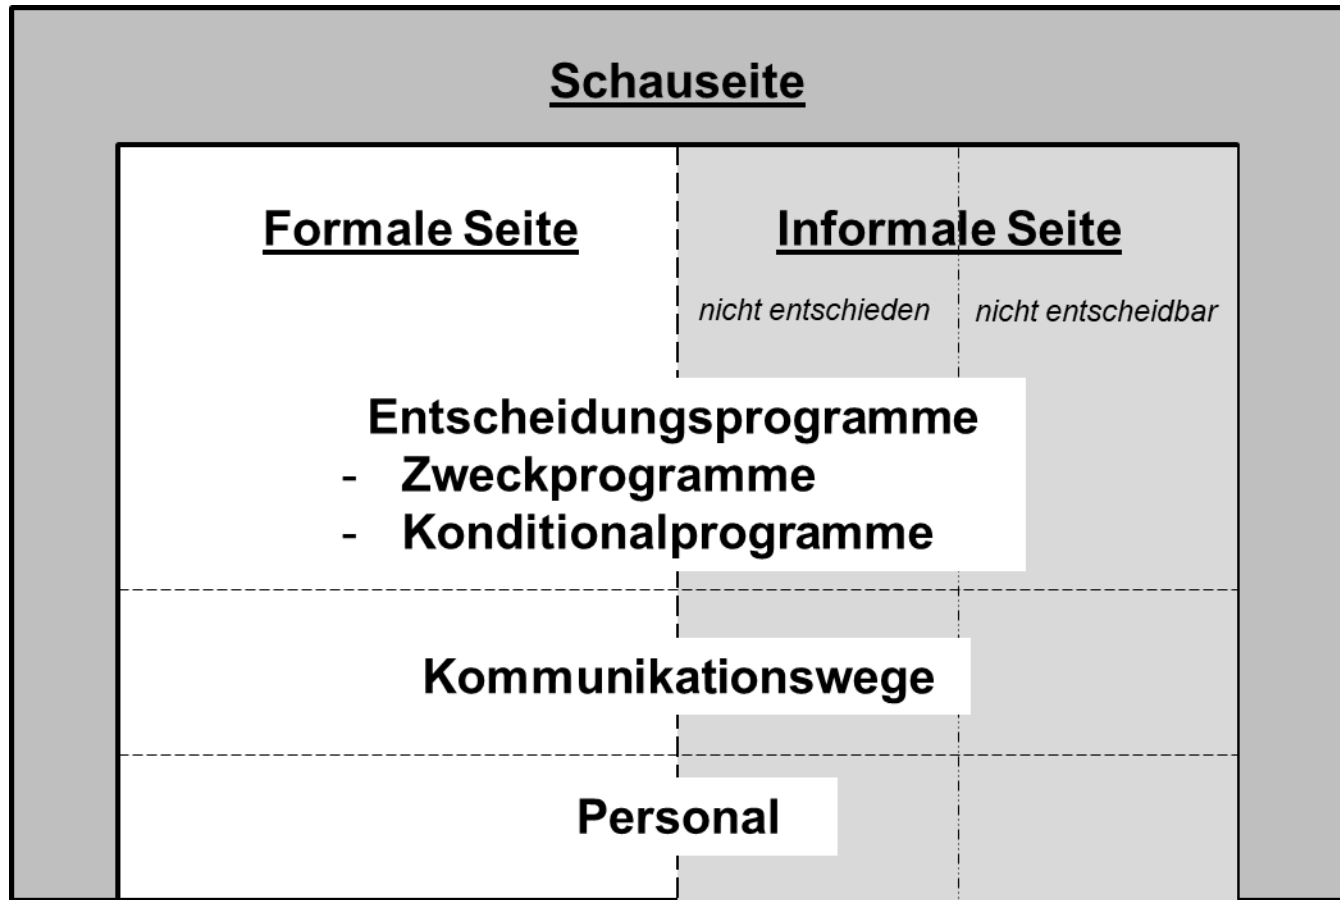 Schauseite
Formale Seite
Informale Seite
nicht entschieden
nicht entscheidbar
Entscheidungsprogramme
- Zweckprogramme
- Konditionalprogramme
Kommunikationswege
Personal